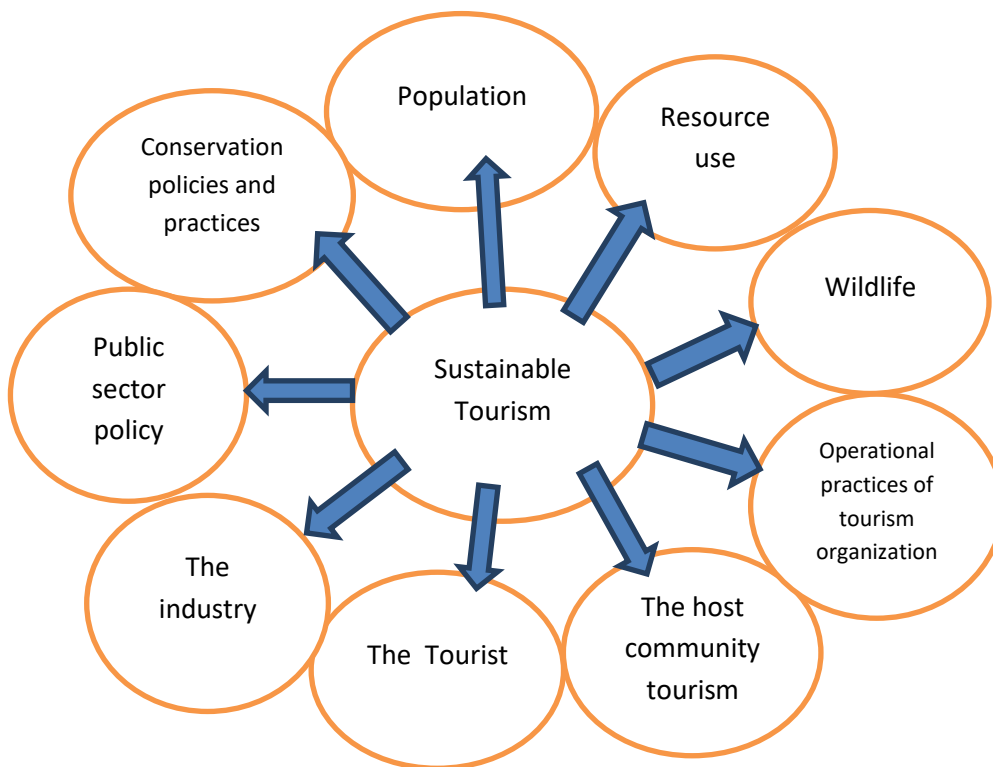 Population
Resource
use
Conservation
policies and
practices
Wildlife
Public
sector
policy
Sustainable
Tourism
Operational
practices of
tourism
organization
The
industry
The Tourist
The host
community
tourism